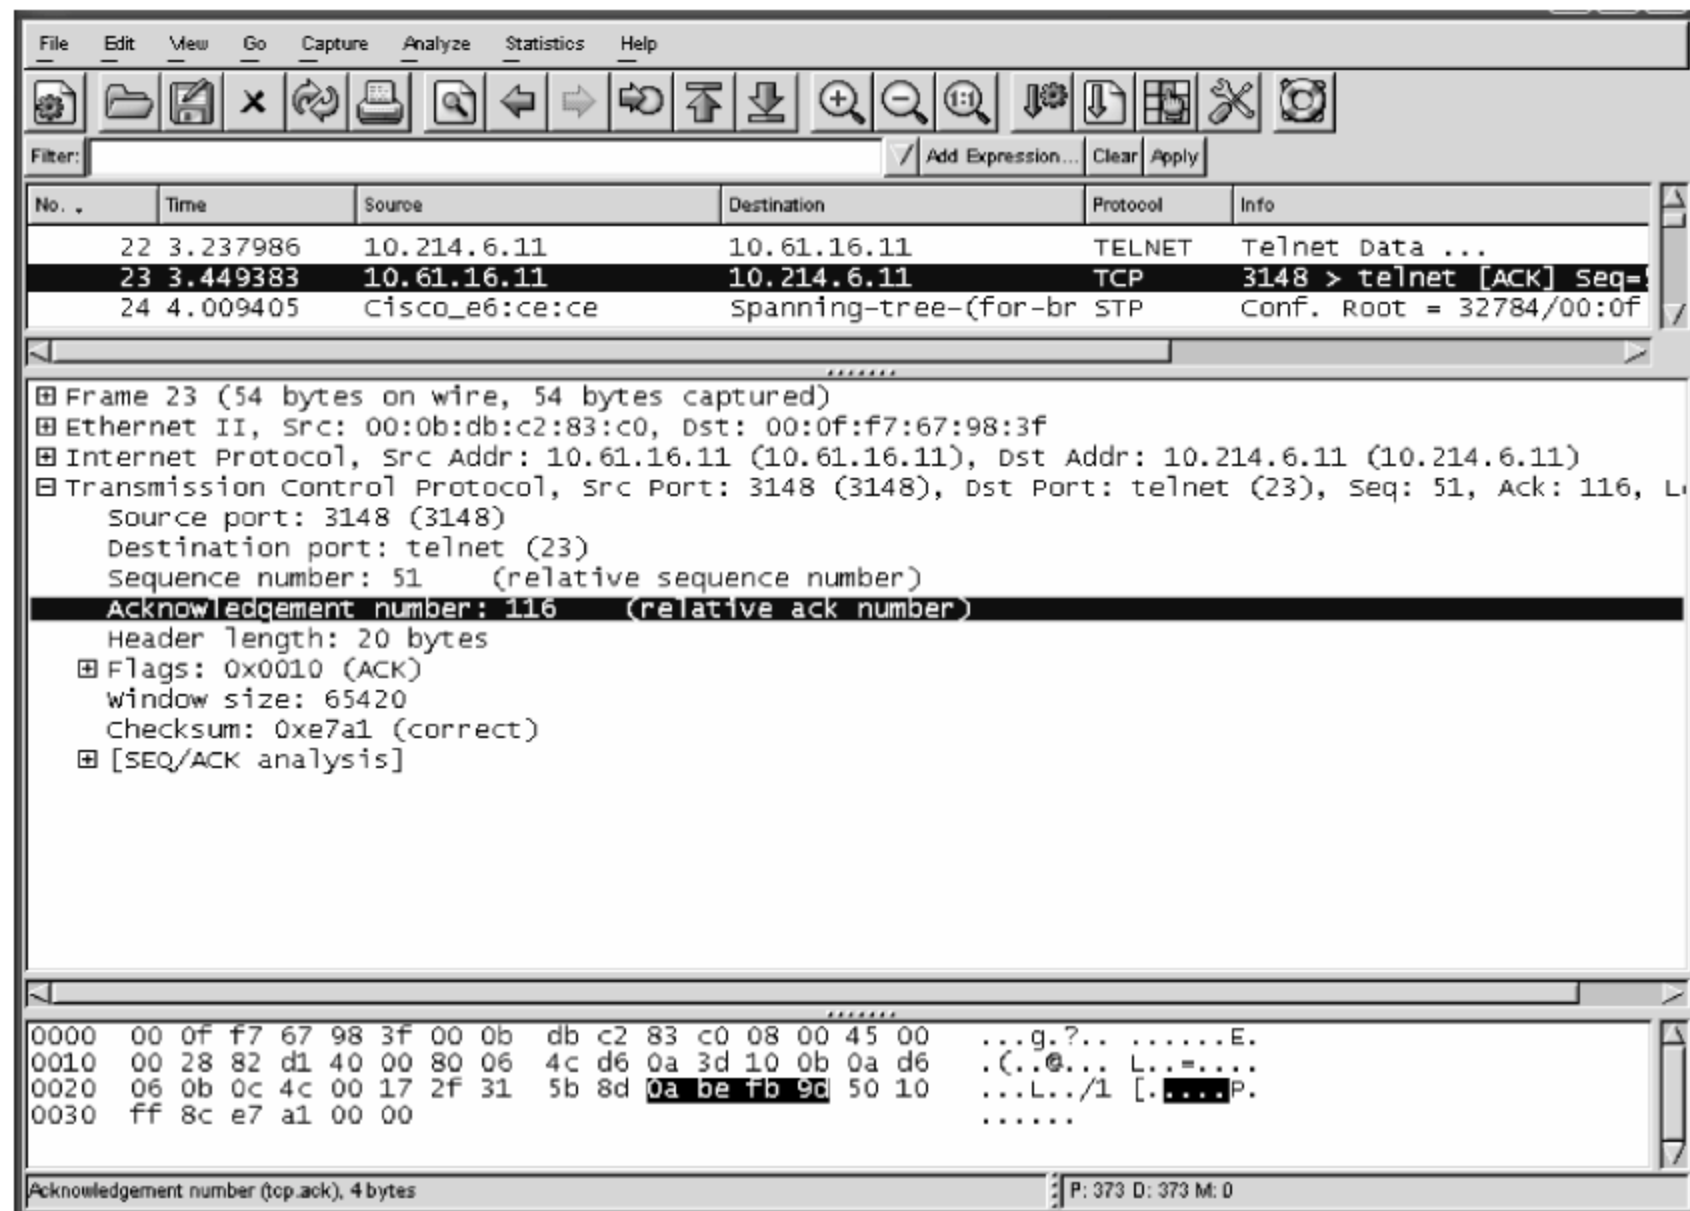 File Edit View Go Capture Analyze Statistics Help
Filter: Add Expression... Clear Apply
No. . Time Source Destination Protocol Info
22 3.237986 10.214.6.11 10.61.16.11 TELNET Telnet Data ...
23 3.449383 10.61.16.11 10.214.6.11 TCP 3148 > telnet [ACK] Seq=
24 4.009405 Cisco_e6:ce:ce Spanning-tree-(for-br STP Conf. Root = 32784/00:0f
Frame 23 (54 bytes on wire, 54 bytes captured)
Ethernet II, Src: 00:0b:db:c2:83:c0, Dst: 00:0f:f7:67:98:3f
Internet Protocol, Src Addr: 10.61.16.11 (10.61.16.11), Dst Addr: 10.214.6.11 (10.214.6.11)
Transmission Control Protocol, Src Port: 3148 (3148), Dst Port: telnet (23), Seq: 51, Ack: 116,
Source port: 3148 (3148)
Destination port: telnet (23)
Sequence number: 51 (relative sequence number)
Acknowledgement number: 116 (relative ack number)
Header length: 20 bytes
Flags: 0x0010 (ACK)
Window size: 65420
Checksum: 0xe7a1 (correct)
[SEQ/ACK analysis]
0000 00 0f f7 67 98 3f 00 0b db c2 83 c0 08 00 45 00 ...g.?.. ......E.
0010 00 28 82 d1 40 00 80 06 4c d6 0a 3d 10 0b 0a d6 .(..@... L..=....
0020 06 0b 0c 4c 00 17 2f 31 5b 8d 0a be fb 9d 50 10 ...L../1 [.....P.
0030 ff 8c e7 a1 00 00 ......
Acknowledgement number (tcp.ack), 4 bytes P: 373 D: 373 M: 0